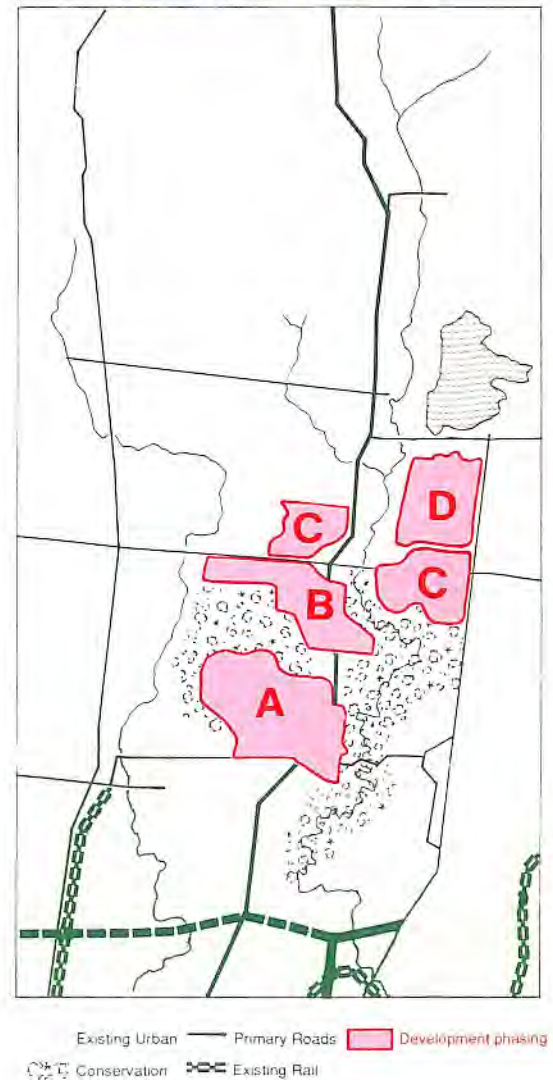 D
C
C
B
A
Existing Urban Primary Roads Development phasing
Conservation Existing Rail